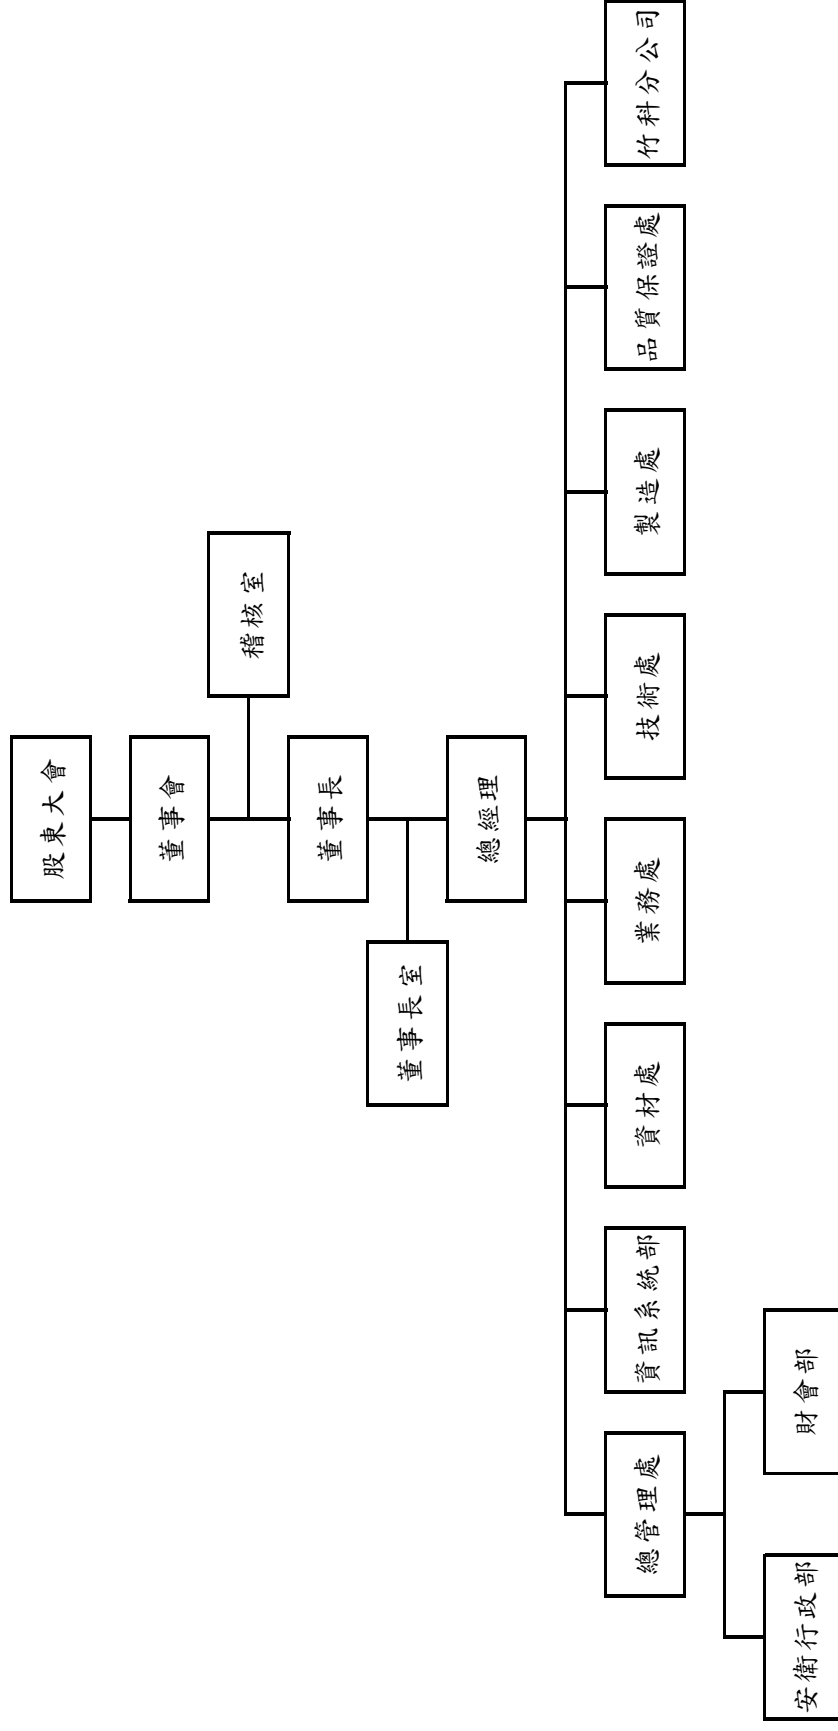 股東大會
董事會
稽核室
董事長
董事長室
總經理
總管理處
資訊系統部
資材處
業務處
技術處
製造處
品質保證處
竹科分公司
安衛行政部
財會部